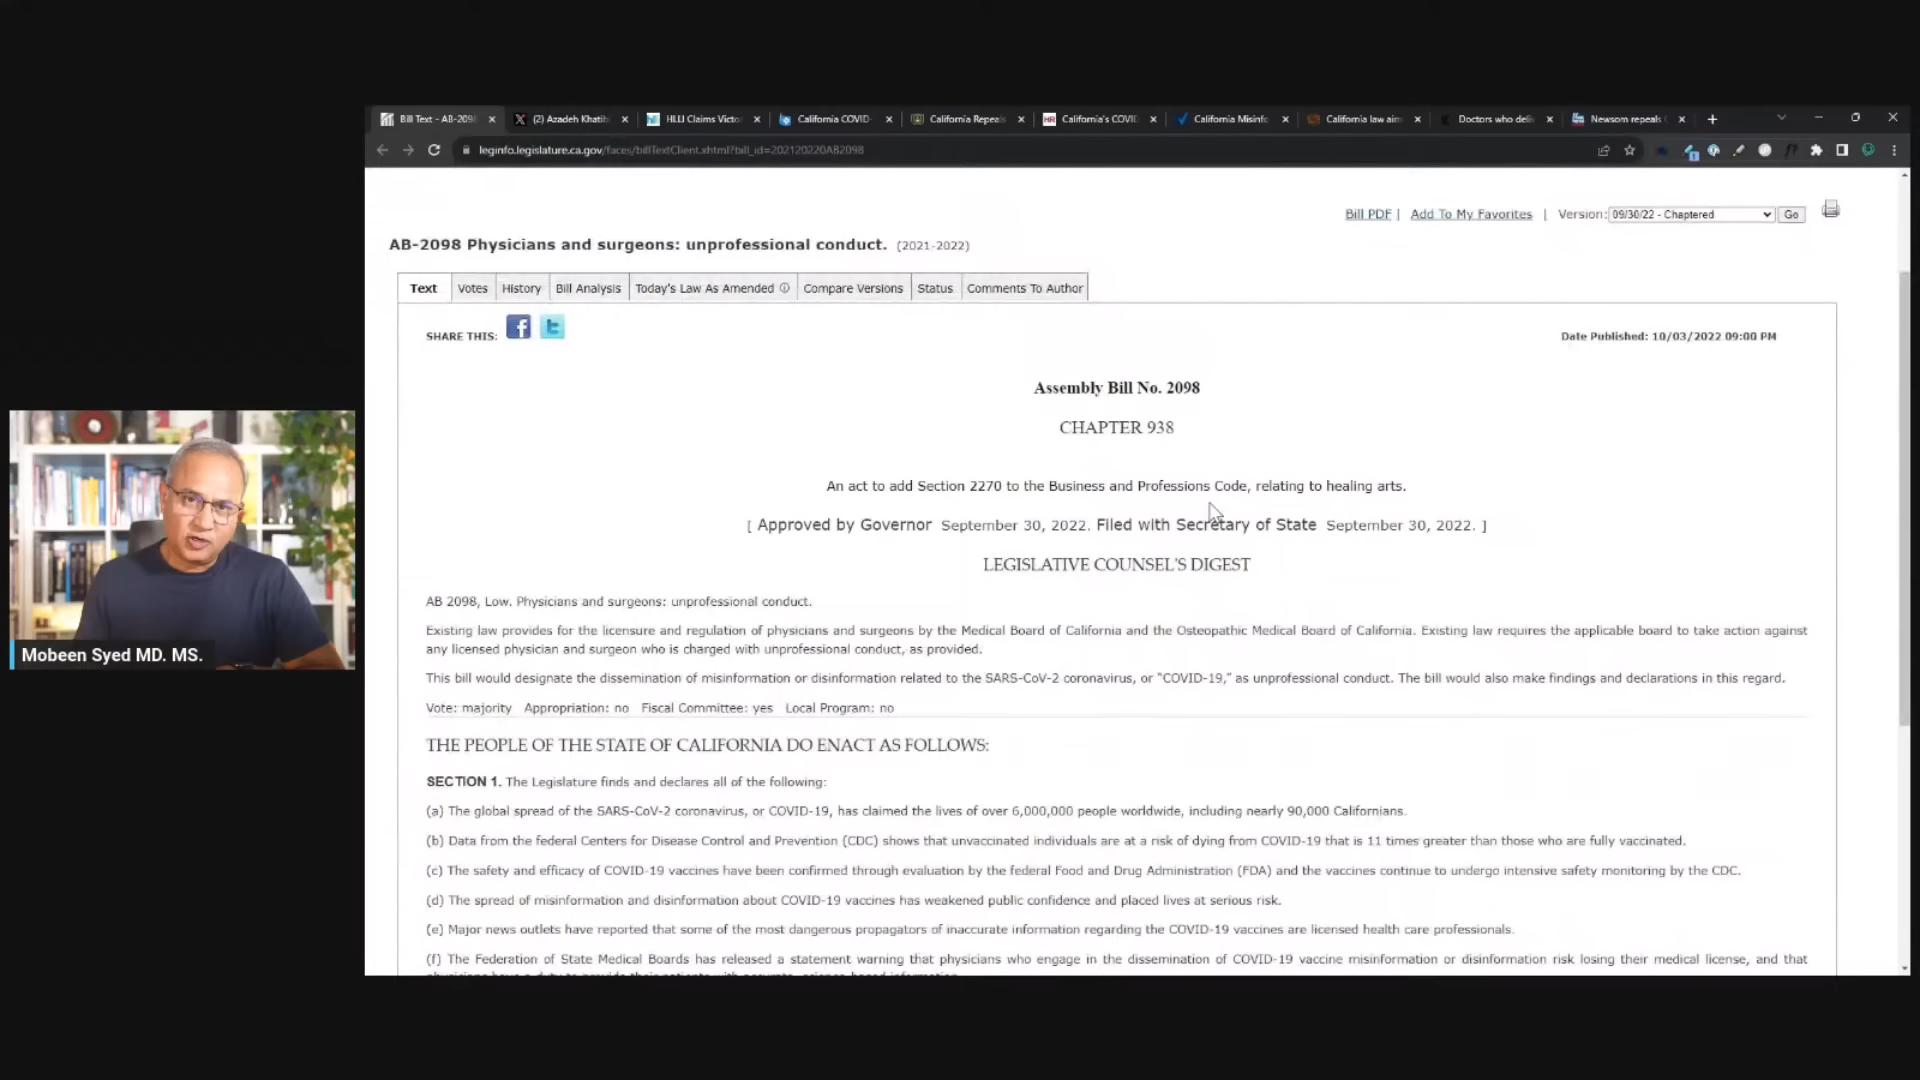 Bill Text - AB-2098
(2) Azadeh Khatib
HLLI Claims Victo
California COVID-
California Repeals
HR California's COVI
California Misinfo
California law aim
Doctors who deli
Newsom repeals
leginfo.legislature.ca.gov/faces/billTextClient.xhtml?bill_id=202120220AB2098
Bill PDF | Add To My Favorites | Version: 09/30/22 - Chaptered Go
AB-2098 Physicians and surgeons: unprofessional conduct. (2021-2022)
Text Votes History Bill Analysis Today's Law As Amended Compare Versions Status Comments To Author
SHARE THIS:
Date Published: 10/03/2022 09:00 PM
Assembly Bill No. 2098
CHAPTER 938
An act to add Section 2270 to the Business and Professions Code, relating to healing arts.
[ Approved by Governor September 30, 2022. Filed with Secretary of State September 30, 2022. ]
LEGISLATIVE COUNSEL'S DIGEST
AB 2098, Low. Physicians and surgeons: unprofessional conduct.
Existing law provides for the licensure and regulation of physicians and surgeons by the Medical Board of California and the Osteopathic Medical Board of California. Existing law requires the applicable board to take action against
any licensed physician and surgeon who is charged with unprofessional conduct, as provided.
This bill would designate the dissemination of misinformation or disinformation related to the SARS-CoV-2 coronavirus, or “COVID-19,” as unprofessional conduct. The bill would also make findings and declarations in this regard.
Vote: majority Appropriation: no Fiscal Committee: yes Local Program: no
THE PEOPLE OF THE STATE OF CALIFORNIA DO ENACT AS FOLLOWS:
SECTION 1. The Legislature finds and declares all of the following:
(a) The global spread of the SARS-CoV-2 coronavirus, or COVID-19, has claimed the lives of over 6,000,000 people worldwide, including nearly 90,000 Californians.
(b) Data from the federal Centers for Disease Control and Prevention (CDC) shows that unvaccinated individuals are at a risk of dying from COVID-19 that is 11 times greater than those who are fully vaccinated.
(c) The safety and efficacy of COVID-19 vaccines have been confirmed through evaluation by the federal Food and Drug Administration (FDA) and the vaccines continue to undergo intensive safety monitoring by the CDC.
(d) The spread of misinformation and disinformation about COVID-19 vaccines has weakened public confidence and placed lives at serious risk.
(e) Major news outlets have reported that some of the most dangerous propagators of inaccurate information regarding the COVID-19 vaccines are licensed health care professionals.
(f) The Federation of State Medical Boards has released a statement warning that physicians who engage in the dissemination of COVID-19 vaccine misinformation or disinformation risk losing their medical license, and that
Mobeen Syed MD. MS.